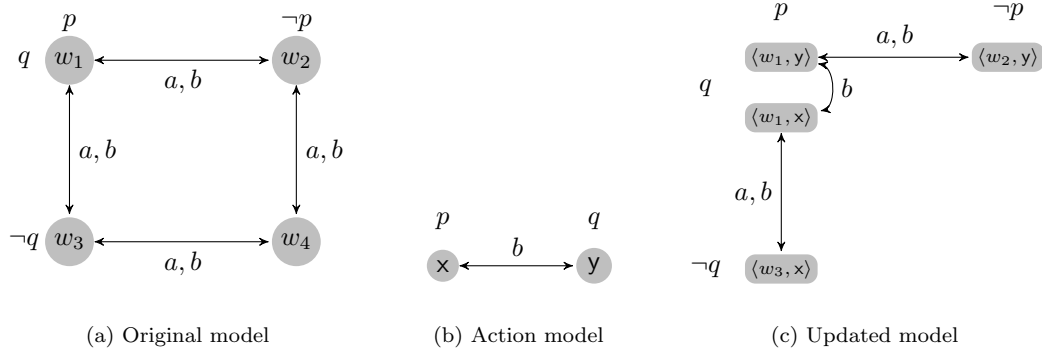 p
¬p
q
w₁
w₂
a, b
a, b
a, b
¬q
w₃
w₄
a, b
(a) Original model
p
q
x
b
y
(b) Action model
p
¬p
⟨w₁, y⟩
a, b
⟨w₂, y⟩
q
b
⟨w₁, x⟩
a, b
¬q
⟨w₃, x⟩
(c) Updated model